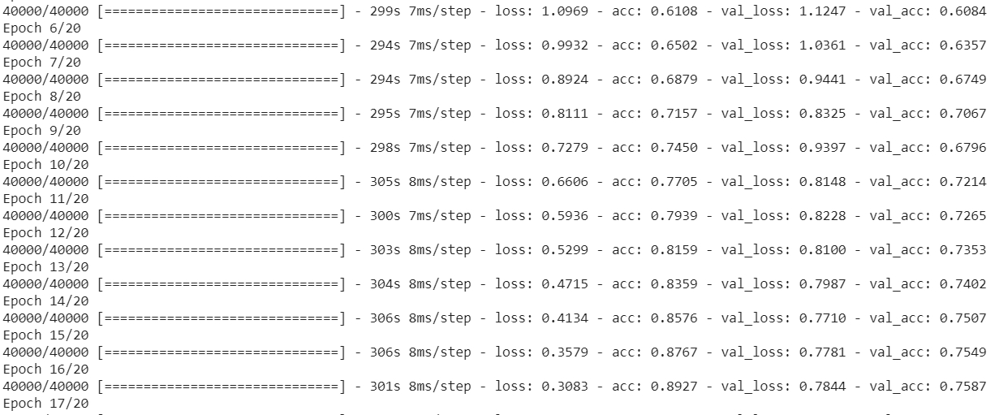 40000/40000 [==============================] - 299s 7ms/step - loss: 1.0969 - acc: 0.6108 - val_loss: 1.1247 - val_acc: 0.6084
Epoch 6/20
40000/40000 [==============================] - 294s 7ms/step - loss: 0.9932 - acc: 0.6502 - val_loss: 1.0361 - val_acc: 0.6357
Epoch 7/20
40000/40000 [==============================] - 294s 7ms/step - loss: 0.8924 - acc: 0.6879 - val_loss: 0.9441 - val_acc: 0.6749
Epoch 8/20
40000/40000 [==============================] - 295s 7ms/step - loss: 0.8111 - acc: 0.7157 - val_loss: 0.8325 - val_acc: 0.7067
Epoch 9/20
40000/40000 [==============================] - 298s 7ms/step - loss: 0.7279 - acc: 0.7450 - val_loss: 0.9397 - val_acc: 0.6796
Epoch 10/20
40000/40000 [==============================] - 305s 8ms/step - loss: 0.6606 - acc: 0.7705 - val_loss: 0.8148 - val_acc: 0.7214
Epoch 11/20
40000/40000 [==============================] - 300s 7ms/step - loss: 0.5936 - acc: 0.7939 - val_loss: 0.8228 - val_acc: 0.7265
Epoch 12/20
40000/40000 [==============================] - 303s 8ms/step - loss: 0.5299 - acc: 0.8159 - val_loss: 0.8100 - val_acc: 0.7353
Epoch 13/20
40000/40000 [==============================] - 304s 8ms/step - loss: 0.4715 - acc: 0.8359 - val_loss: 0.7987 - val_acc: 0.7402
Epoch 14/20
40000/40000 [==============================] - 306s 8ms/step - loss: 0.4134 - acc: 0.8576 - val_loss: 0.7710 - val_acc: 0.7507
Epoch 15/20
40000/40000 [==============================] - 306s 8ms/step - loss: 0.3579 - acc: 0.8767 - val_loss: 0.7781 - val_acc: 0.7549
Epoch 16/20
40000/40000 [==============================] - 301s 8ms/step - loss: 0.3083 - acc: 0.8927 - val_loss: 0.7844 - val_acc: 0.7587
Epoch 17/20